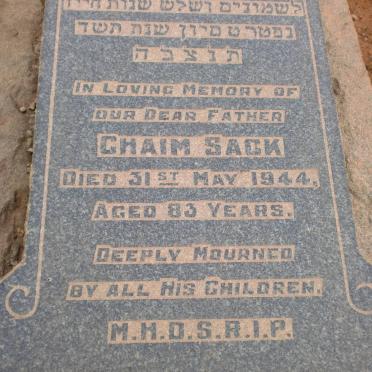 לשמונים ושלש שנות חייו
נפטר ט סיון שנת תשד
ת נ צ ב ה
IN LOVING MEMORY OF
OUR DEAR FATHER
CHAIM SACK
DIED 31ST MAY 1944,
AGED 83 YEARS.
DEEPLY MOURNED
BY ALL HIS CHILDREN.
M.H.D.S.R.I.P.